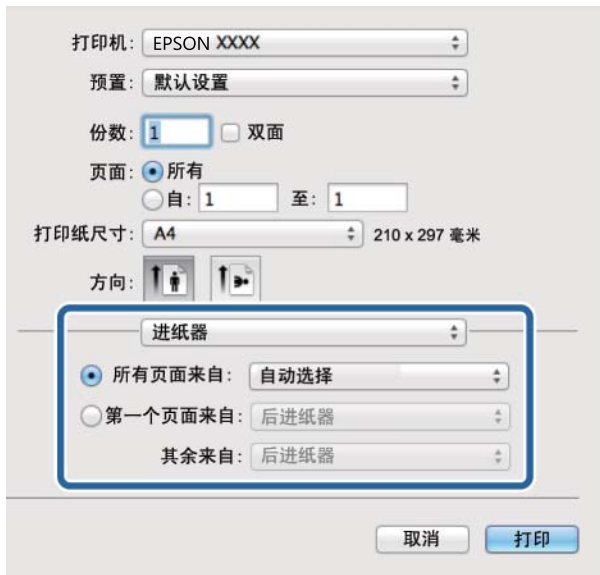 打印机: EPSON XXXX
预置: 默认设置
份数: 1 双面
页面: 所有
自: 1 至: 1
打印纸尺寸: A4 210 x 297 毫米
方向:
进纸器
所有页面来自: 自动选择
第一个页面来自: 后进纸器
其余来自: 后进纸器
取消 打印